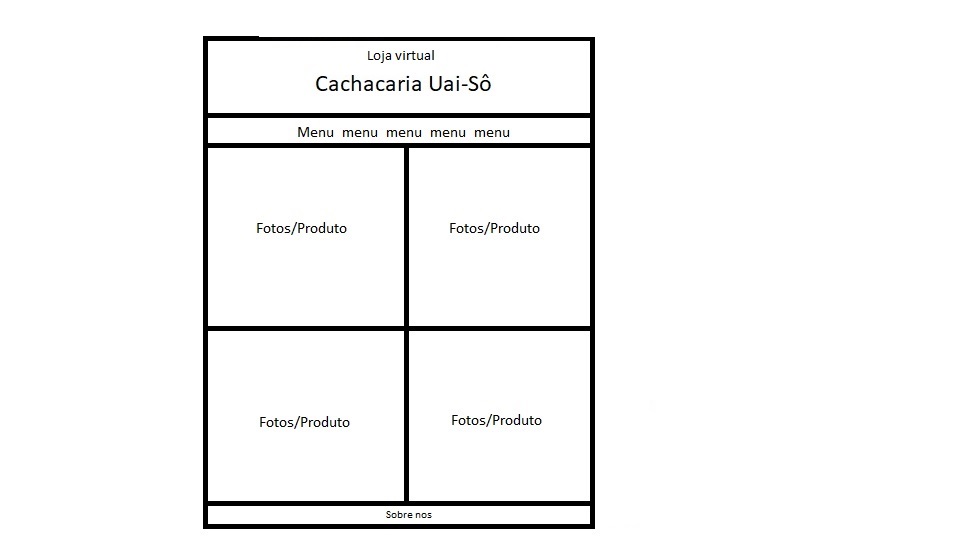 Loja virtual
Cachacaria Uai-Sô
Menu menu menu menu menu
Fotos/Produto
Fotos/Produto
Fotos/Produto
Fotos/Produto
Sobre nos